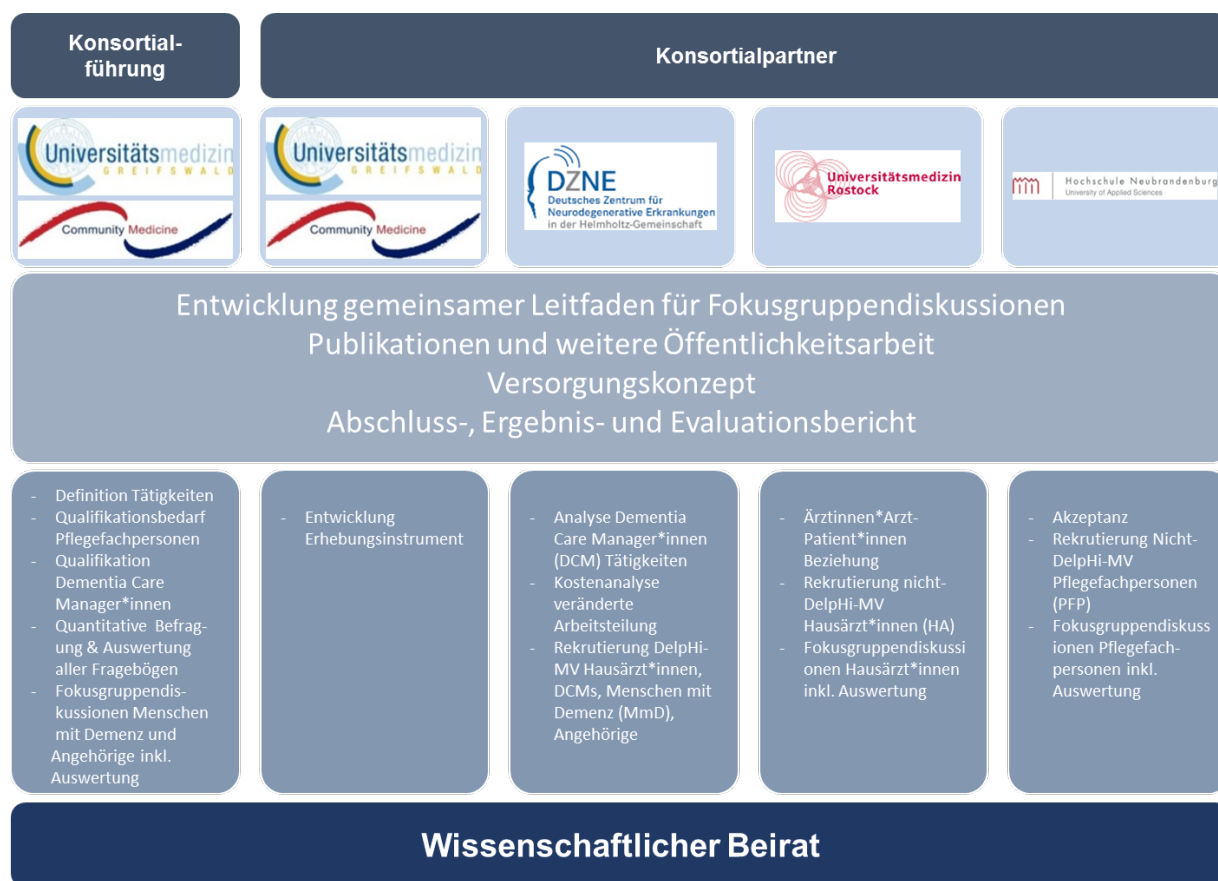 Konsortial-
führung
Konsortialpartner
Universitätsmedizin
GREIFSWALD
Community Medicine
Universitätsmedizin
GREIFSWALD
Community Medicine
DZNE
Deutsches Zentrum für
Neurodegenerative Erkrankungen
in der Helmholtz-Gemeinschaft
Universitätsmedizin
Rostock
Hochschule Neubrandenburg
University of Applied Sciences
Entwicklung gemeinsamer Leitfaden für Fokusgruppendiskussionen
Publikationen und weitere Öffentlichkeitsarbeit
Versorgungskonzept
Abschluss-, Ergebnis- und Evaluationsbericht
- Definition Tätigkeiten
- Qualifikationsbedarf
Pflegefachpersonen
- Qualifikation
Dementia Care
Manager*innen
- Quantitative Befrag-
ung & Auswertung
aller Fragebögen
- Fokusgruppendis-
kussionen Menschen
mit Demenz und
Angehörige inkl.
Auswertung
- Entwicklung
Erhebungsinstrument
- Analyse Dementia
Care Manager*innen
(DCM) Tätigkeiten
- Kostenanalyse
veränderte
Arbeitsteilung
- Rekrutierung DelpHi-
MV Hausärzt*innen,
DCMs, Menschen mit
Demenz (MmD),
Angehörige
- Ärztinnen*Arzt-
Patient*innen
Beziehung
- Rekrutierung nicht-
DelpHi-MV
Hausärzt*innen (HA)
- Fokusgruppendiskussi
onen Hausärzt*innen
inkl. Auswertung
- Akzeptanz
- Rekrutierung Nicht-
DelpHi-MV
Pflegefachpersonen
(PFP)
- Fokusgruppendiskuss
ionen Pflegefach-
personen inkl.
Auswertung
Wissenschaftlicher Beirat